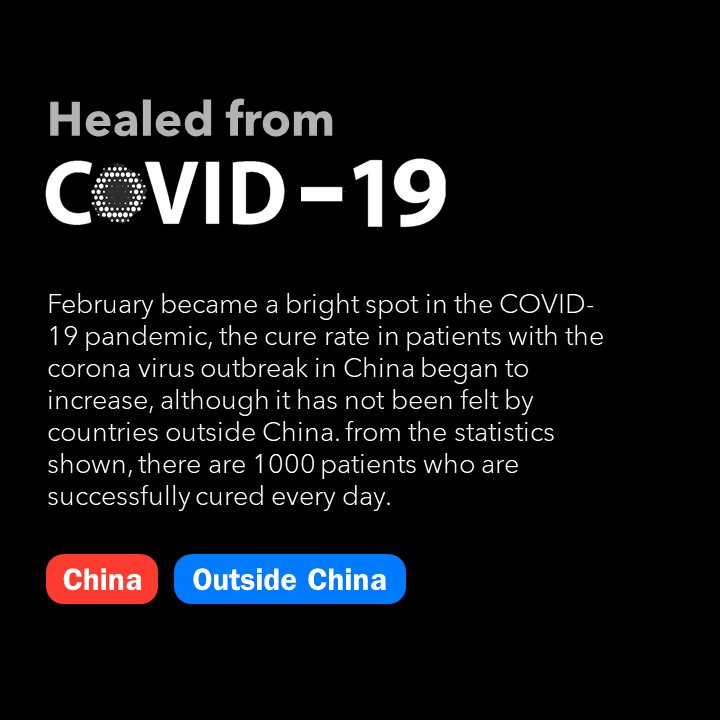 Healed from
COVID-19
February became a bright spot in the COVID-
19 pandemic, the cure rate in patients with the
corona virus outbreak in China began to
increase, although it has not been felt by
countries outside China. from the statistics
shown, there are 1000 patients who are
successfully cured every day.
China
Outside China